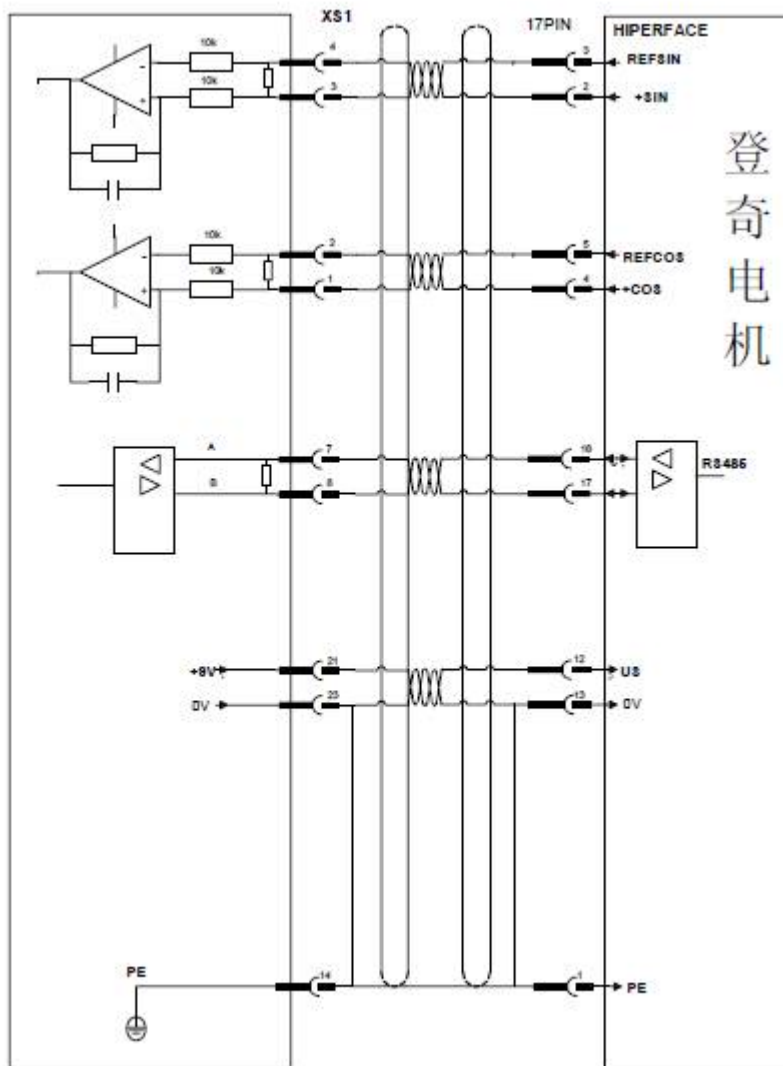 XS1
17PIN
HIPERFACE
10k
10k
4
3
3
2
REFSIN
+SIN
-
+
登奇电机
10k
10k
2
1
5
4
REFCOS
+COS
-
+
A
B
7
8
16
17
RS485
+9V
0V
21
23
12
13
US
0V
PE
14
1
PE